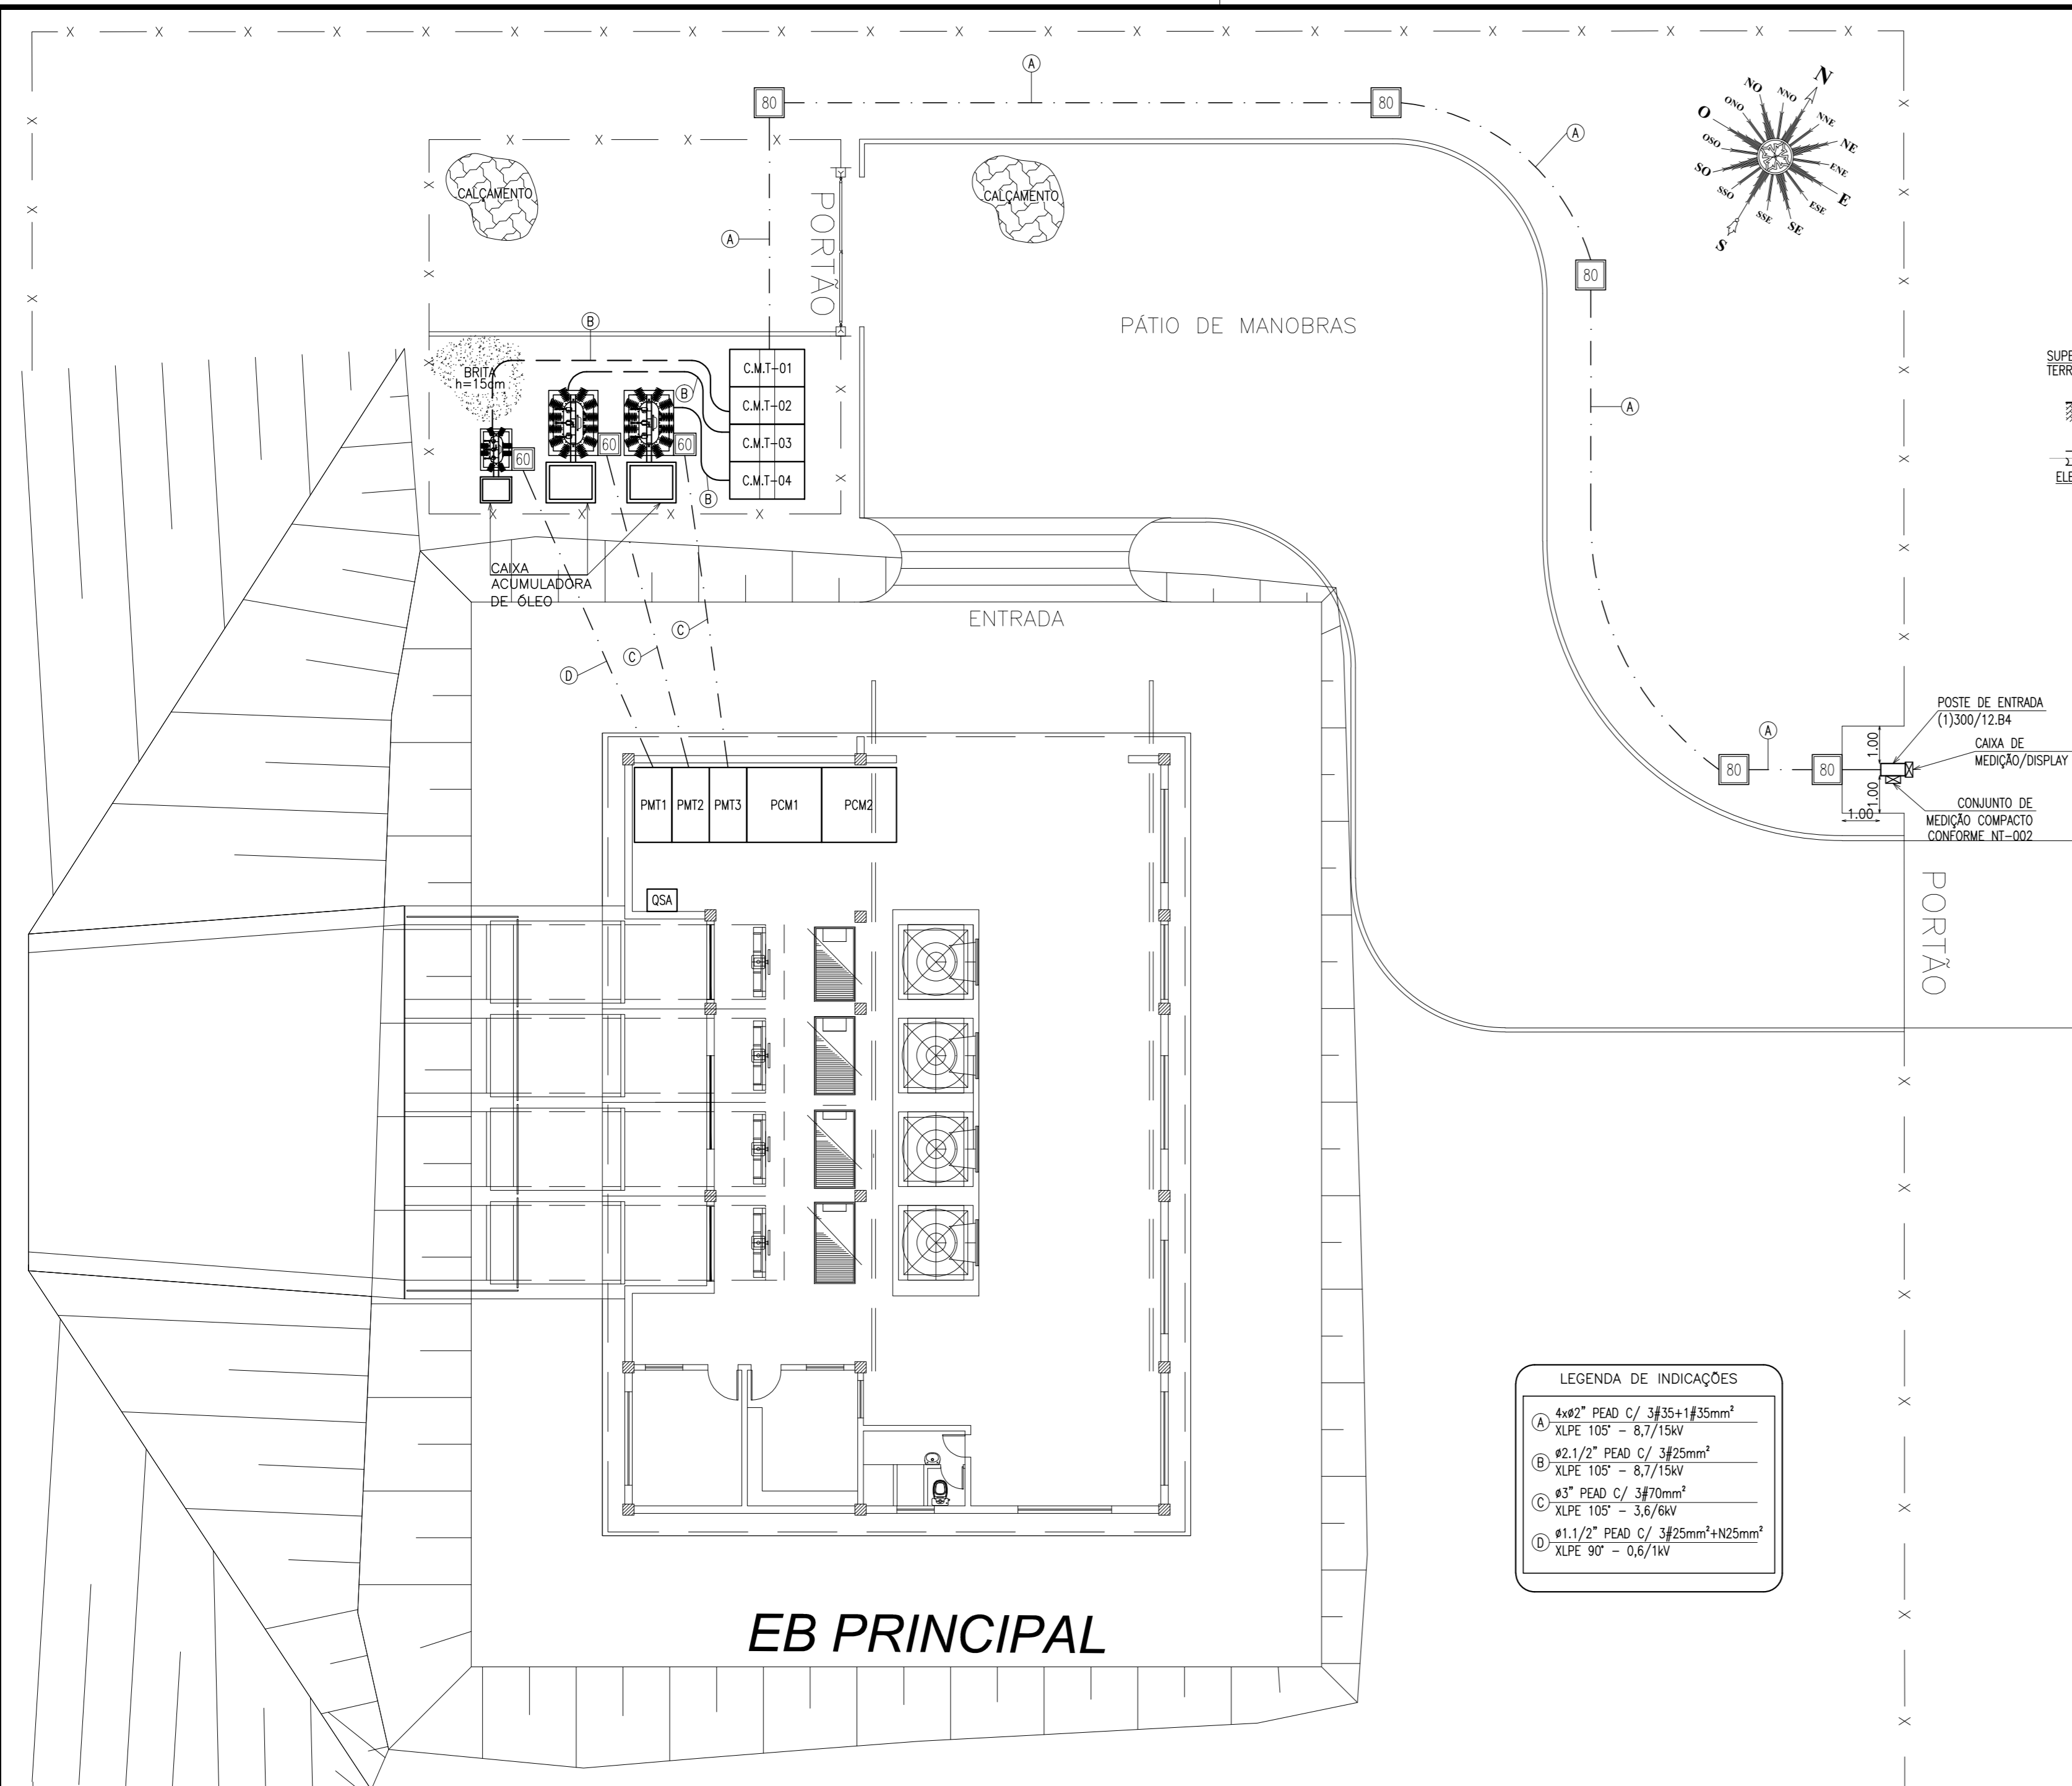 A
80
80
A
N
NO
NNO
ONO
NNE
O
NE
OSO
ENE
SO
E
SSO
ESE
SSE
SE
S
CALÇAMENTO
CALÇAMENTO
PORTÃO
A
80
PÁTIO DE MANOBRAS
B
BRITA
h=15cm
C.M.T-01
C.M.T-02
C.M.T-03
C.M.T-04
B
B
60
60
60
A
CAIXA
ACUMULADORA
DE ÓLEO
ENTRADA
C
C
D
POSTE DE ENTRADA
(1)300/12.B4
CAIXA DE
MEDIÇÃO/DISPLAY
A
80
80
1.00
1.00
1.00
CONJUNTO DE
MEDIÇÃO COMPACTO
CONFORME NT-002
PMT1
PMT2
PMT3
PCM1
PCM2
QSA
PORTÃO
LEGENDA DE INDICAÇÕES
A 4xø2" PEAD C/ 3#35+1#35mm²
XLPE 105° - 8,7/15kV
B ø2.1/2" PEAD C/ 3#25mm²
XLPE 105° - 8,7/15kV
C ø3" PEAD C/ 3#70mm²
XLPE 105° - 3,6/6kV
D ø1.1/2" PEAD C/ 3#25mm²+N25mm²
XLPE 90° - 0,6/1kV
EB PRINCIPAL